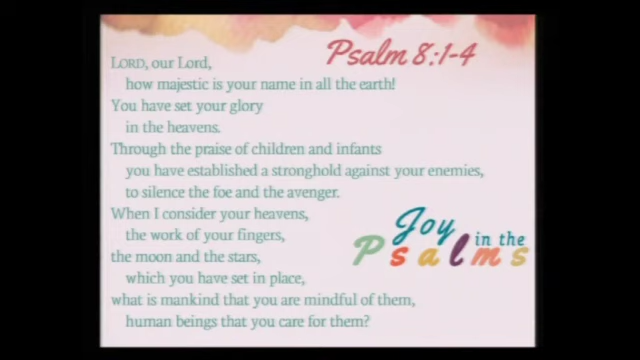 Psalm 8:1-4
LORD, our Lord,
how majestic is your name in all the earth!
You have set your glory
in the heavens.
Through the praise of children and infants
you have established a stronghold against your enemies,
to silence the foe and the avenger.
When I consider your heavens,
the work of your fingers,
the moon and the stars,
which you have set in place,
what is mankind that you are mindful of them,
human beings that you care for them?
Joy
in the
Psalms